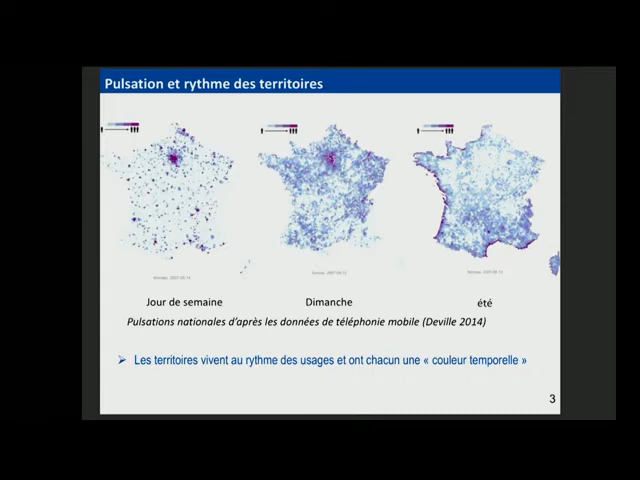 Pulsation et rythme des territoires
Jour de semaine
Dimanche
été
Pulsations nationales d'après les données de téléphonie mobile (Deville 2014)
➢ Les territoires vivent au rythme des usages et ont chacun une « couleur temporelle »
3